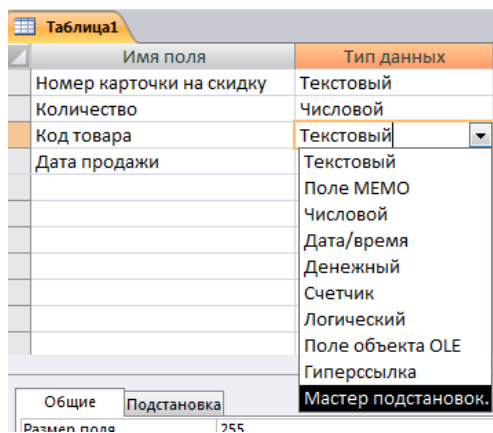 Таблица1
Имя поля Тип данных
Номер карточки на скидку Текстовый
Количество Числовой
Код товара Текстовый
Дата продажи
Текстовый
Поле МЕМО
Числовой
Дата/время
Денежный
Счетчик
Логический
Поле объекта OLE
Гиперссылка
Мастер подстановок.
Общие Подстановка
Размер поля 255